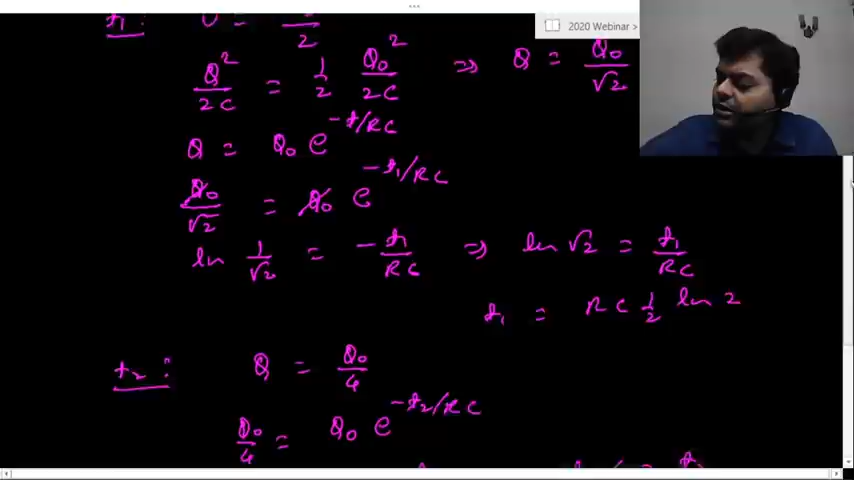 t₁ : U = /2
2020 Webinar >
Q²/2C = 1/2 Q₀²/2C ⇒ Q = Q₀/√2
Q = Q₀ e^(-t/RC)
Q₀/√2 = Q₀ e^(-t₁/RC)
ln 1/√2 = - t₁/RC ⇒ ln √2 = t₁/RC
t₁ = RC 1/2 ln 2
t₂ : Q = Q₀/4
Q₀/4 = Q₀ e^(-t₂/RC)